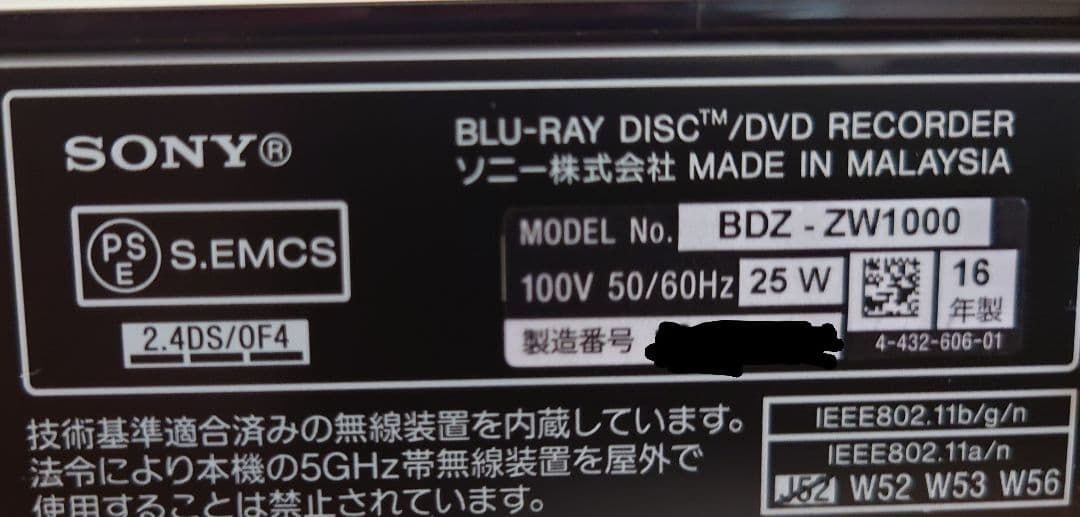 SONY®
BLU-RAY DISC™/DVD RECORDER
ソニー株式会社 MADE IN MALAYSIA
PSE S.EMCS
MODEL No. BDZ - ZW1000
100V 50/60Hz 25 W
16
年製
2.4DS/OF4
製造番号
4-432-606-01
技術基準適合済みの無線装置を内蔵しています。
法令により本機の5GHz帯無線装置を屋外で
使用することは禁止されています。
IEEE802.11b/g/n
IEEE802.11a/n
J52 W52 W53 W56